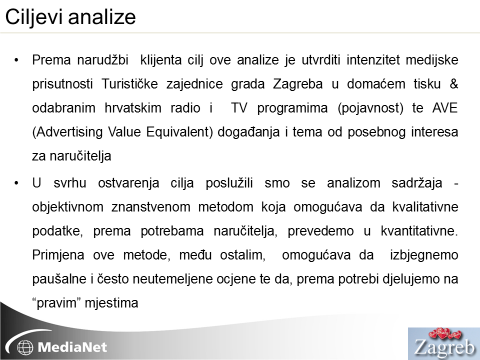 Ciljevi analize
• Prema narudžbi klijenta cilj ove analize je utvrditi intenzitet medijske
prisutnosti Turističke zajednice grada Zagreba u domaćem tisku &
odabranim hrvatskim radio i TV programima (pojavnost) te AVE
(Advertising Value Equivalent) događanja i tema od posebnog interesa
za naručitelja
• U svrhu ostvarenja cilja poslužili smo se analizom sadržaja -
objektivnom znanstvenom metodom koja omogućava da kvalitativne
podatke, prema potrebama naručitelja, prevedemo u kvantitativne.
Primjena ove metode, među ostalim, omogućava da izbjegnemo
paušalne i često neutemeljene ocjene te da, prema potrebi djelujemo na
“pravim” mjestima
MediaNet
Zagreb